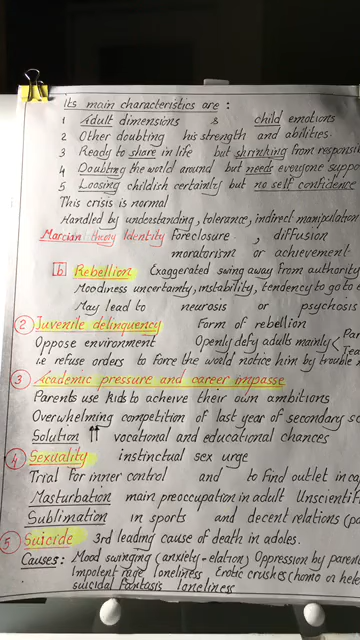 Its main characteristics are :
1 Adult dimensions & child emotions
2 Other doubting his strength and abilities.
3 Ready to share in life but shrinking from responsi
4 Doubting the world around but needs everyone suppo
5 Loosing childish certainty but no self confidence
This crisis is normal
Handled by understanding, tolerance, indirect manipulation
Marcian theory Identity foreclosure , diffusion
moratorism or achievement
b Rebellion Exaggerated swing away from authority
Moodiness uncertainty, instability, tendency to go to e
May lead to neurosis or psychosis
2 Juvenile delinquency Form of rebellion
Oppose environment Openly defy adults mainly < Par
Tea
i.e refuse orders to force the world notice him by trouble
3 Academic pressure and career impasse
Parents use kids to acheive their own ambitions
Overwhelming competition of last year of secondary sc
Solution ↑↑ vocational and educational chances
4 Sexuality instinctual sex urge
Trial for inner control and to find outlet in ca
Masturbation main preoccupation in adult Unscientif
Sublimation in sports and decent relations (p
5 Suicide 3rd leading cause of death in adoles.
Causes: Mood swinging (anxiety-elation) Oppression by paren
Impotent rage loneliness, Erotic crushes (homo or hete
suicidal fantasis loneliness